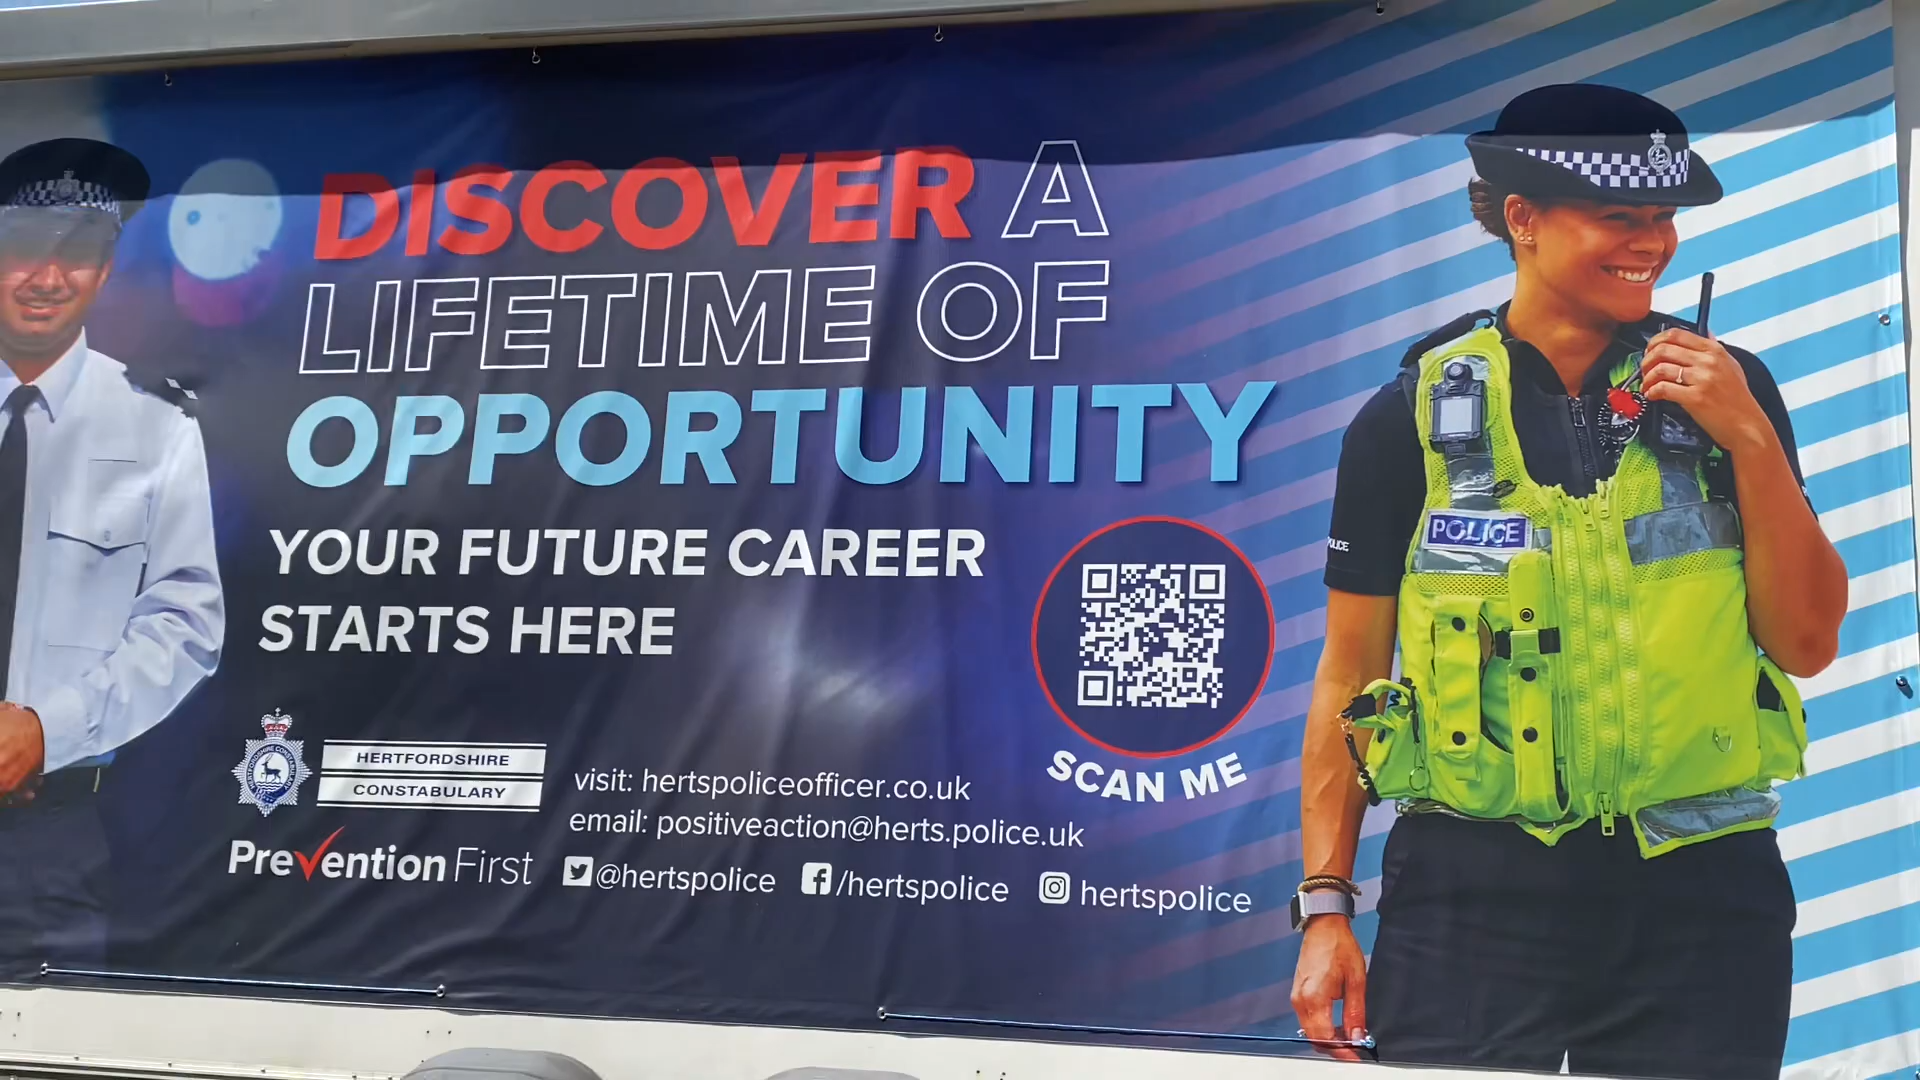 DISCOVER A
LIFETIME OF
OPPORTUNITY
YOUR FUTURE CAREER
STARTS HERE
HERTFORDSHIRE
CONSTABULARY
Prevention First
visit: hertspoliceofficer.co.uk
email: positiveaction@herts.police.uk
@hertspolice /hertspolice hertspolice
SCAN ME
POLICE
POLICE